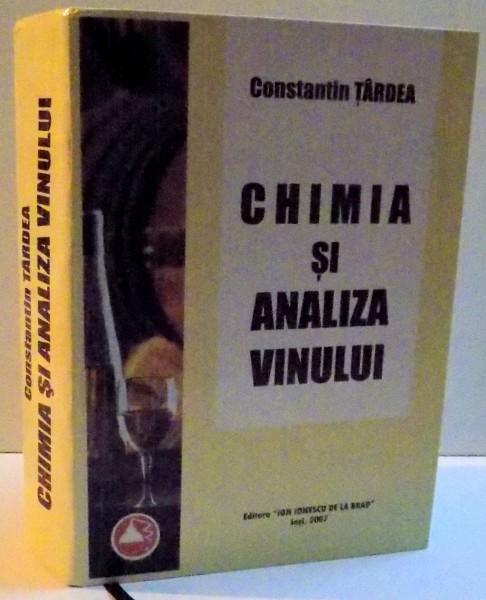 Constantin TÂRDEA
CHIMIA ȘI ANALIZA VINULUI
Constantin ȚÂRDEA
CHIMIA
ȘI
ANALIZA
VINULUI
Editura "ION IONESCU DE LA BRAD"
Iași, 2007